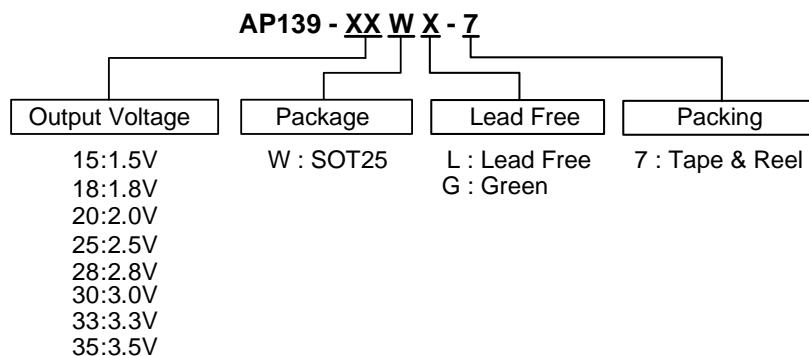 AP139 - XX W X - 7
Output Voltage
Package
Lead Free
Packing
15:1.5V
18:1.8V
20:2.0V
25:2.5V
28:2.8V
30:3.0V
33:3.3V
35:3.5V
W : SOT25
L : Lead Free
G : Green
7 : Tape & Reel